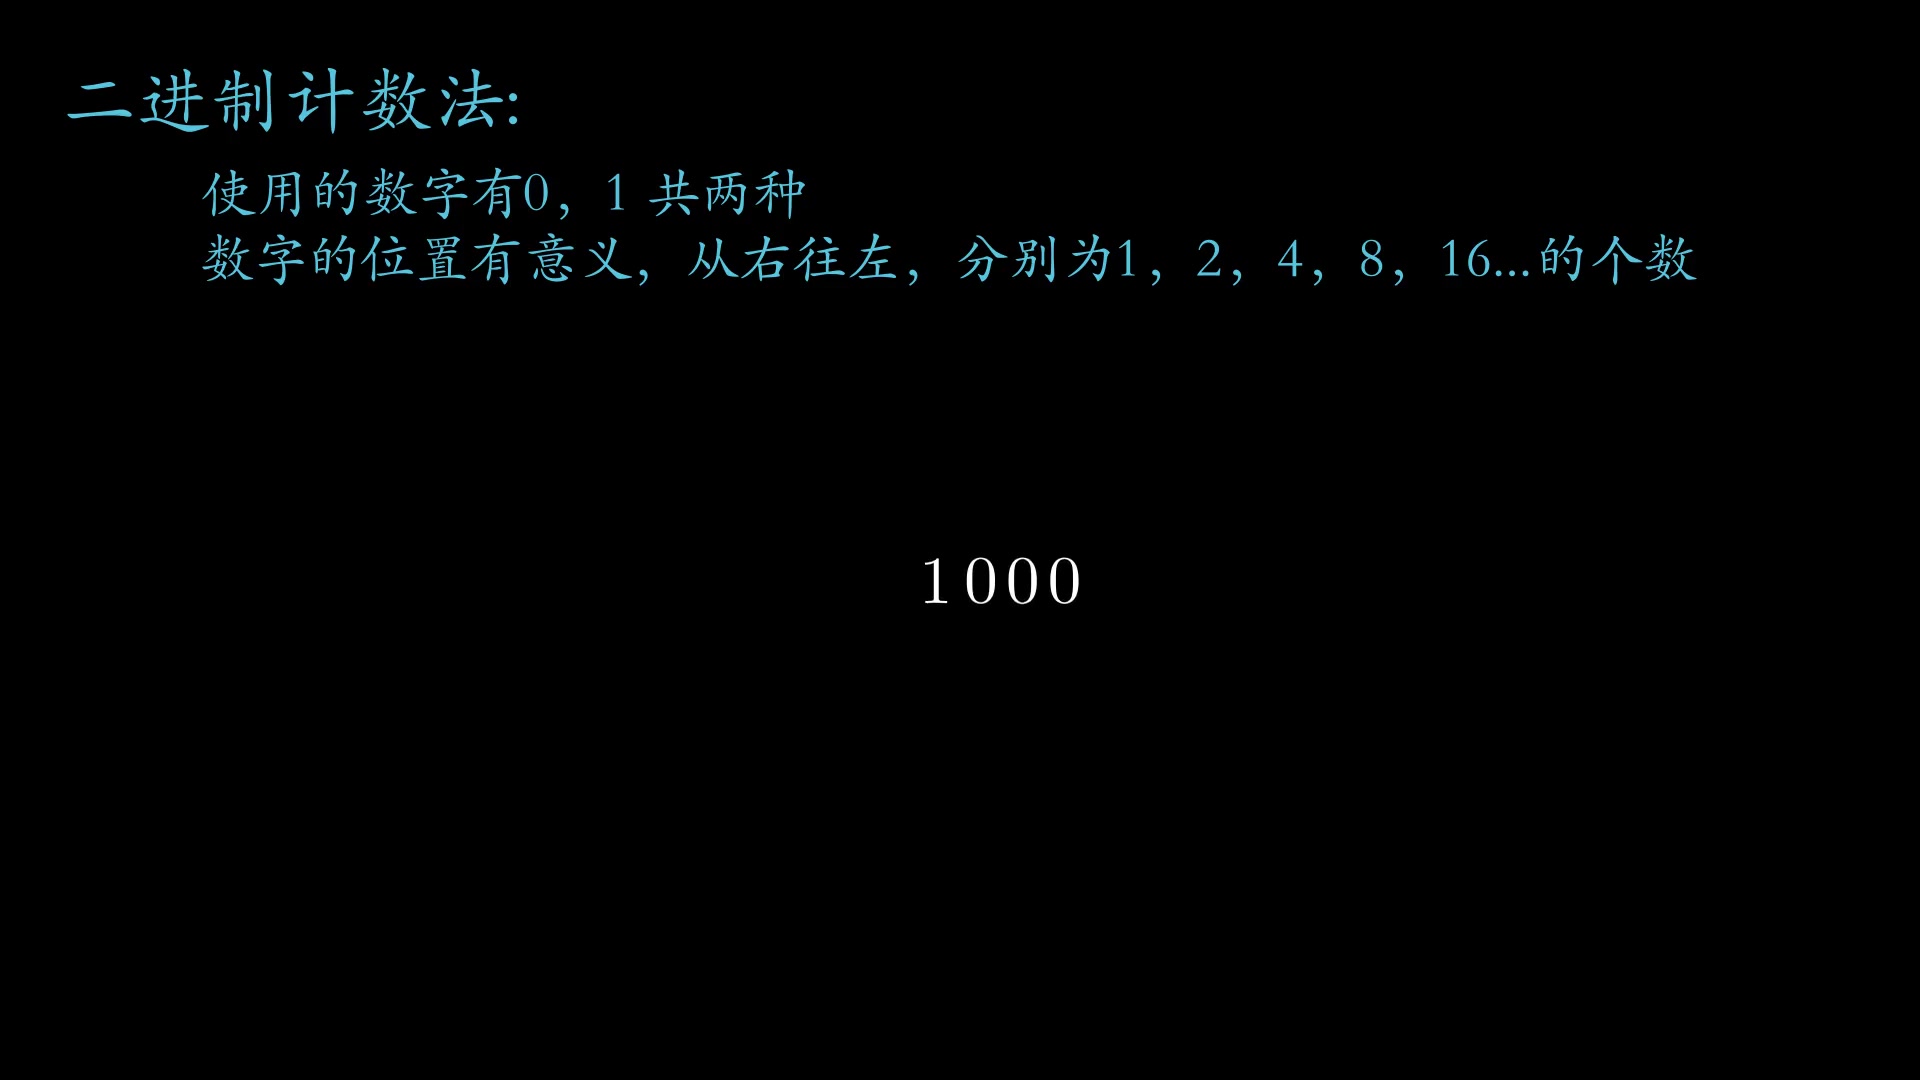 二进制计数法:
使用的数字有0，1 共两种
数字的位置有意义，从右往左，分别为1，2，4，8，16...的个数
1000